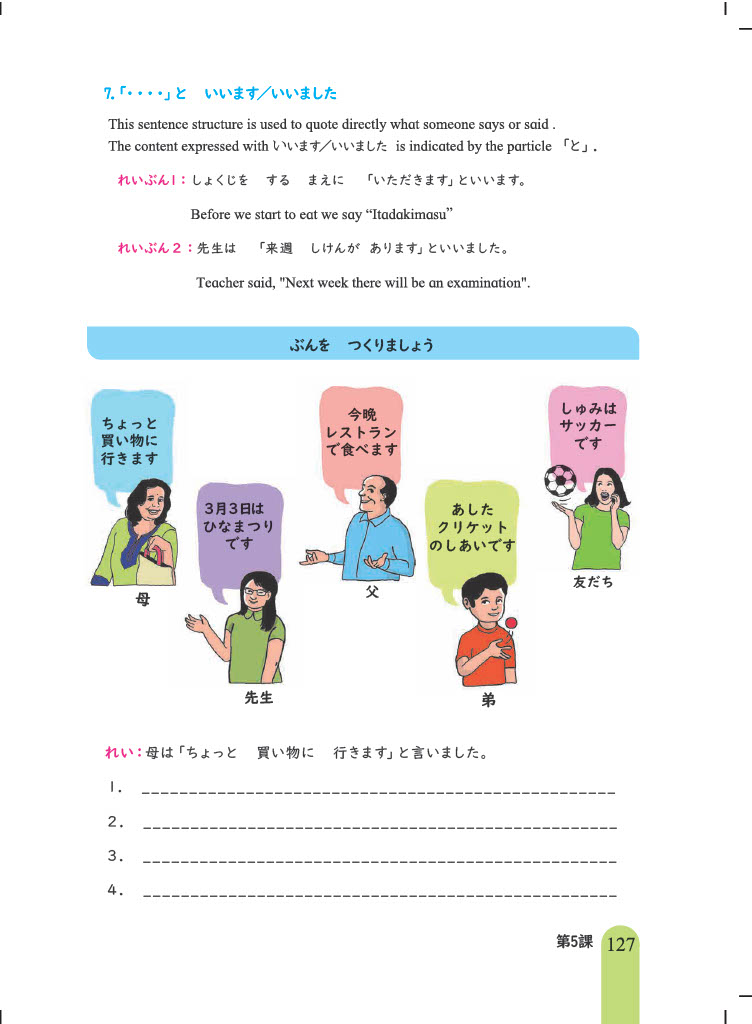 7.「・・・・」と　いいます／いいました
This sentence structure is used to quote directly what someone says or said .
The content expressed with いいます／いいました is indicated by the particle 「と」.
れいぶん1：しょくじを　する　まえに　「いただきます」といいます。
Before we start to eat we say “Itadakimasu”
れいぶん２：先生は　「来週　しけんが　あります」といいました。
Teacher said, "Next week there will be an examination".
ぶんを　つくりましょう
ちょっと
買い物に
行きます
母
３月３日は
ひなまつり
です
先生
今晩
レストラン
で食べます
父
あした
クリケット
のしあいです
弟
しゅみは
サッカー
です
友だち
れい：母は「ちょっと　買い物に　行きます」と言いました。
1. ________________________________________________
2. ________________________________________________
3. ________________________________________________
4. ________________________________________________
第5課 127